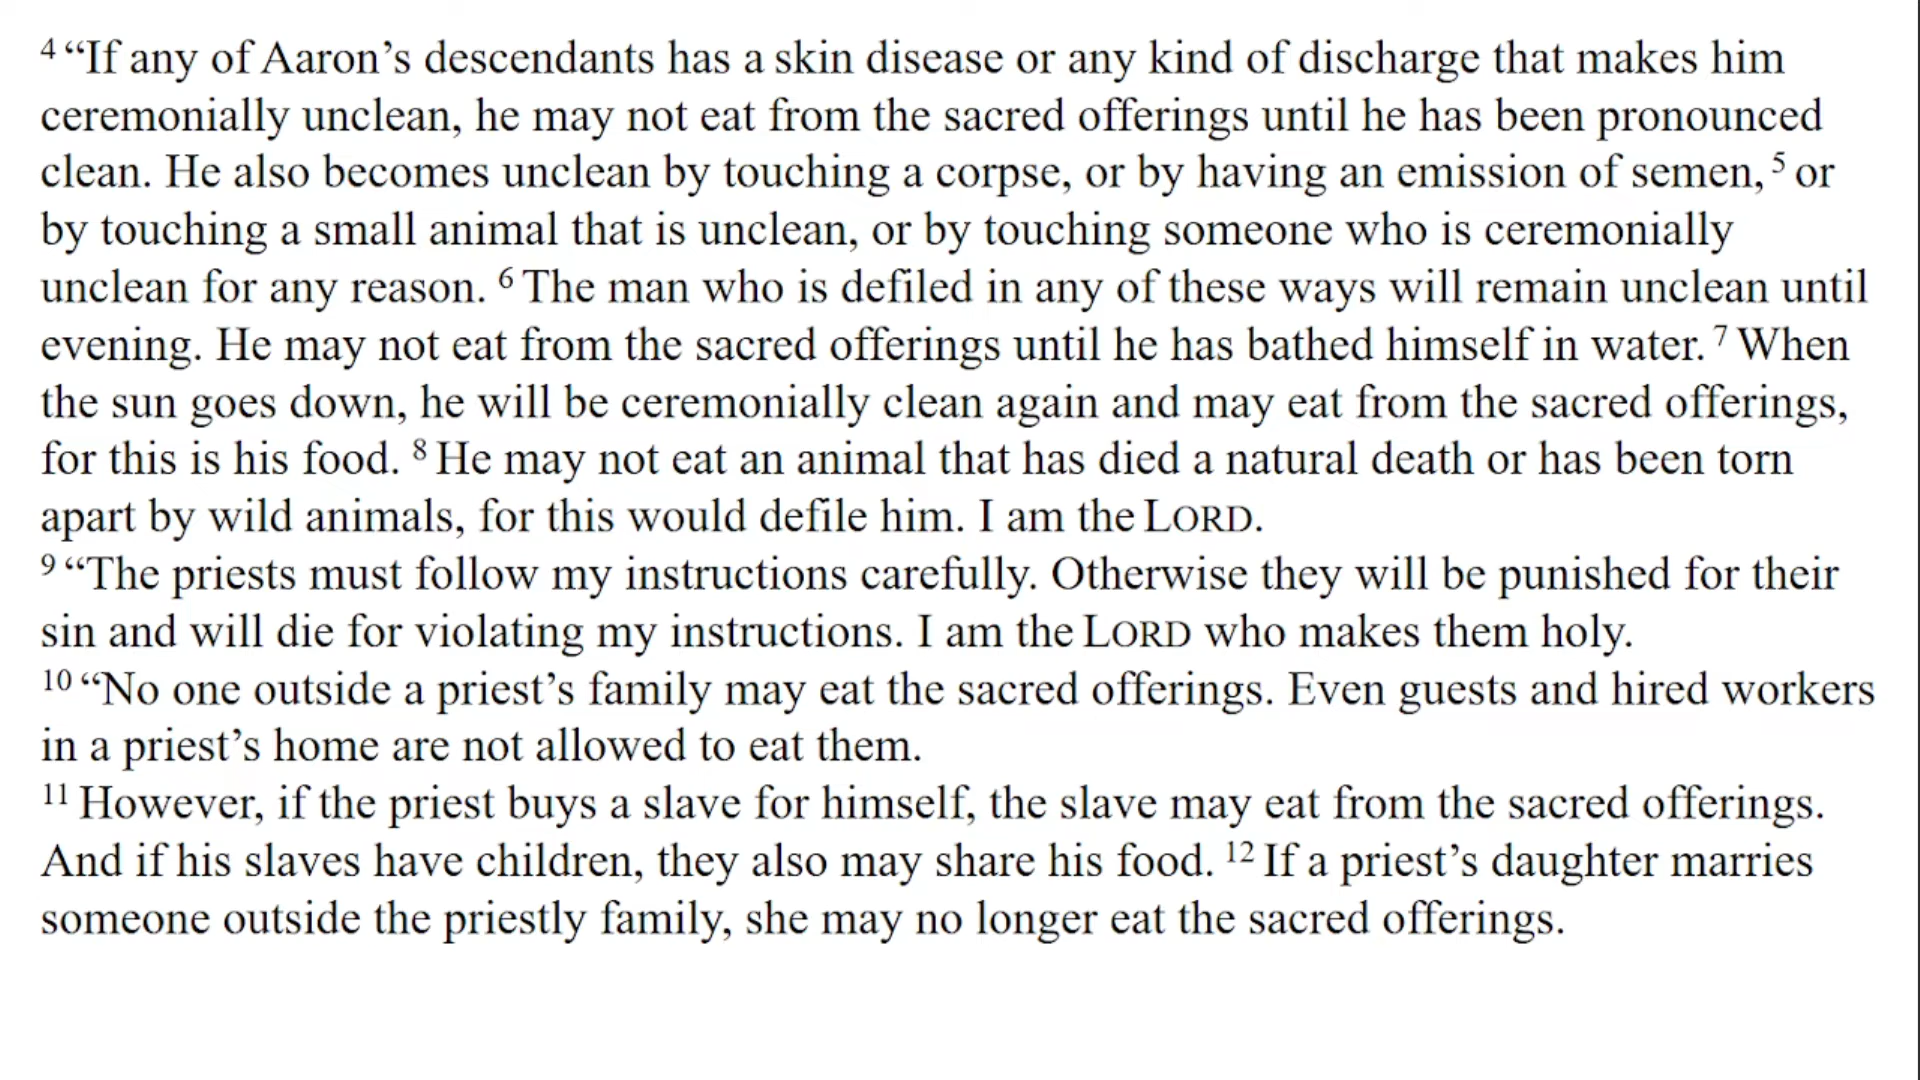 4 “If any of Aaron’s descendants has a skin disease or any kind of discharge that makes him
ceremonially unclean, he may not eat from the sacred offerings until he has been pronounced
clean. He also becomes unclean by touching a corpse, or by having an emission of semen, 5 or
by touching a small animal that is unclean, or by touching someone who is ceremonially
unclean for any reason. 6 The man who is defiled in any of these ways will remain unclean until
evening. He may not eat from the sacred offerings until he has bathed himself in water. 7 When
the sun goes down, he will be ceremonially clean again and may eat from the sacred offerings,
for this is his food. 8 He may not eat an animal that has died a natural death or has been torn
apart by wild animals, for this would defile him. I am the LORD.
9 “The priests must follow my instructions carefully. Otherwise they will be punished for their
sin and will die for violating my instructions. I am the LORD who makes them holy.
10 “No one outside a priest’s family may eat the sacred offerings. Even guests and hired workers
in a priest’s home are not allowed to eat them.
11 However, if the priest buys a slave for himself, the slave may eat from the sacred offerings.
And if his slaves have children, they also may share his food. 12 If a priest’s daughter marries
someone outside the priestly family, she may no longer eat the sacred offerings.